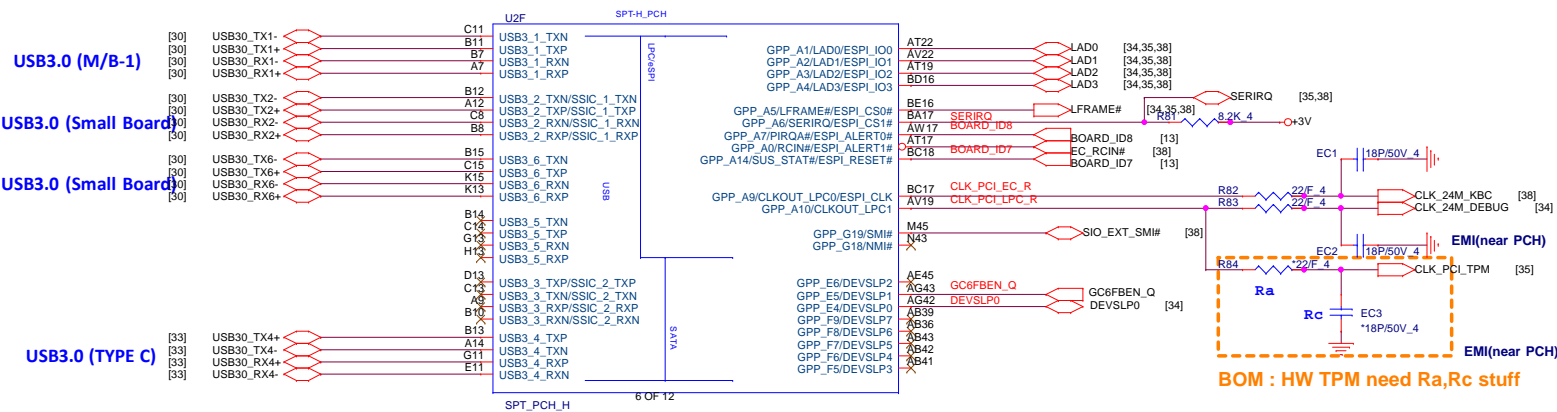 U2F
SPT-H_PCH
USB3.0 (M/B-1)
[30] USB30_TX1- C11 USB3_1_TXN
[30] USB30_TX1+ B11 USB3_1_TXP
[30] USB30_RX1- B7 USB3_1_RXN
[30] USB30_RX1+ A7 USB3_1_RXP
USB3.0 (Small Board)
[30] USB30_TX2- B12 USB3_2_TXN/SSIC_1_TXN
[30] USB30_TX2+ A12 USB3_2_TXP/SSIC_1_TXP
[30] USB30_RX2- C8 USB3_2_RXN/SSIC_1_RXN
[30] USB30_RX2+ B8 USB3_2_RXP/SSIC_1_RXP
USB3.0 (Small Board)
[30] USB30_TX6- B15 USB3_6_TXN
[30] USB30_TX6+ C15 USB3_6_TXP
[30] USB30_RX6- K15 USB3_6_RXN
[30] USB30_RX6+ K13 USB3_6_RXP
B14 USB3_5_TXN
C14 USB3_5_TXP
G13 USB3_5_RXN
H13 USB3_5_RXP
D13 USB3_3_TXP/SSIC_2_TXP
C13 USB3_3_TXN/SSIC_2_TXN
A9 USB3_3_RXP/SSIC_2_RXP
B10 USB3_3_RXN/SSIC_2_RXN
USB3.0 (TYPE C)
[33] USB30_TX4+ B13 USB3_4_TXP
[33] USB30_TX4- A14 USB3_4_TXN
[33] USB30_RX4+ G11 USB3_4_RXP
[33] USB30_RX4- E11 USB3_4_RXN
LPC/eSPI
USB
SATA
GPP_A1/LAD0/ESPI_IO0 AT22 LAD0 [34,35,38]
GPP_A2/LAD1/ESPI_IO1 AV22 LAD1 [34,35,38]
GPP_A3/LAD2/ESPI_IO2 AT19 LAD2 [34,35,38]
GPP_A4/LAD3/ESPI_IO3 BD16 LAD3 [34,35,38]
GPP_A5/LFRAME#/ESPI_CS0# BE16 LFRAME# [34,35,38]
SERIRQ [35,38]
GPP_A6/SERIRQ/ESPI_CS1# BA17 SERIRQ R81 8.2K_4 +3V
GPP_A7/PIRQA#/ESPI_ALERT0# AW17 BOARD_ID8 BOARD_ID8 [13]
GPP_A0/RCIN#/ESPI_ALERT1# AT17 EC_RCIN# [38]
GPP_A14/SUS_STAT#/ESPI_RESET# BC18 BOARD_ID7 BOARD_ID7 [13]
EC1 18P/50V_4
GPP_A9/CLKOUT_LPC0/ESPI_CLK BC17 CLK_PCI_EC_R R82 22/F_4 CLK_24M_KBC [38]
GPP_A10/CLKOUT_LPC1 AV19 CLK_PCI_LPC_R R83 22/F_4 CLK_24M_DEBUG [34]
GPP_G19/SMI# M45 SIO_EXT_SMI# [38]
GPP_G18/NMI# N43
EC2 18P/50V_4 EMI(near PCH)
R84 *22/F_4 CLK_PCI_TPM [35]
Ra
Rc EC3
*18P/50V_4
EMI(near PCH)
BOM : HW TPM need Ra,Rc stuff
GPP_E6/DEVSLP2 AE45
GPP_E5/DEVSLP1 AG43 GC6FBEN_Q GC6FBEN_Q
GPP_E4/DEVSLP0 AG42 DEVSLP0 DEVSLP0 [34]
GPP_F9/DEVSLP7 AB39
GPP_F8/DEVSLP6 AB36
GPP_F7/DEVSLP5 AB43
GPP_F6/DEVSLP4 AB42
GPP_F5/DEVSLP3 AB41
6 OF 12
SPT_PCH_H